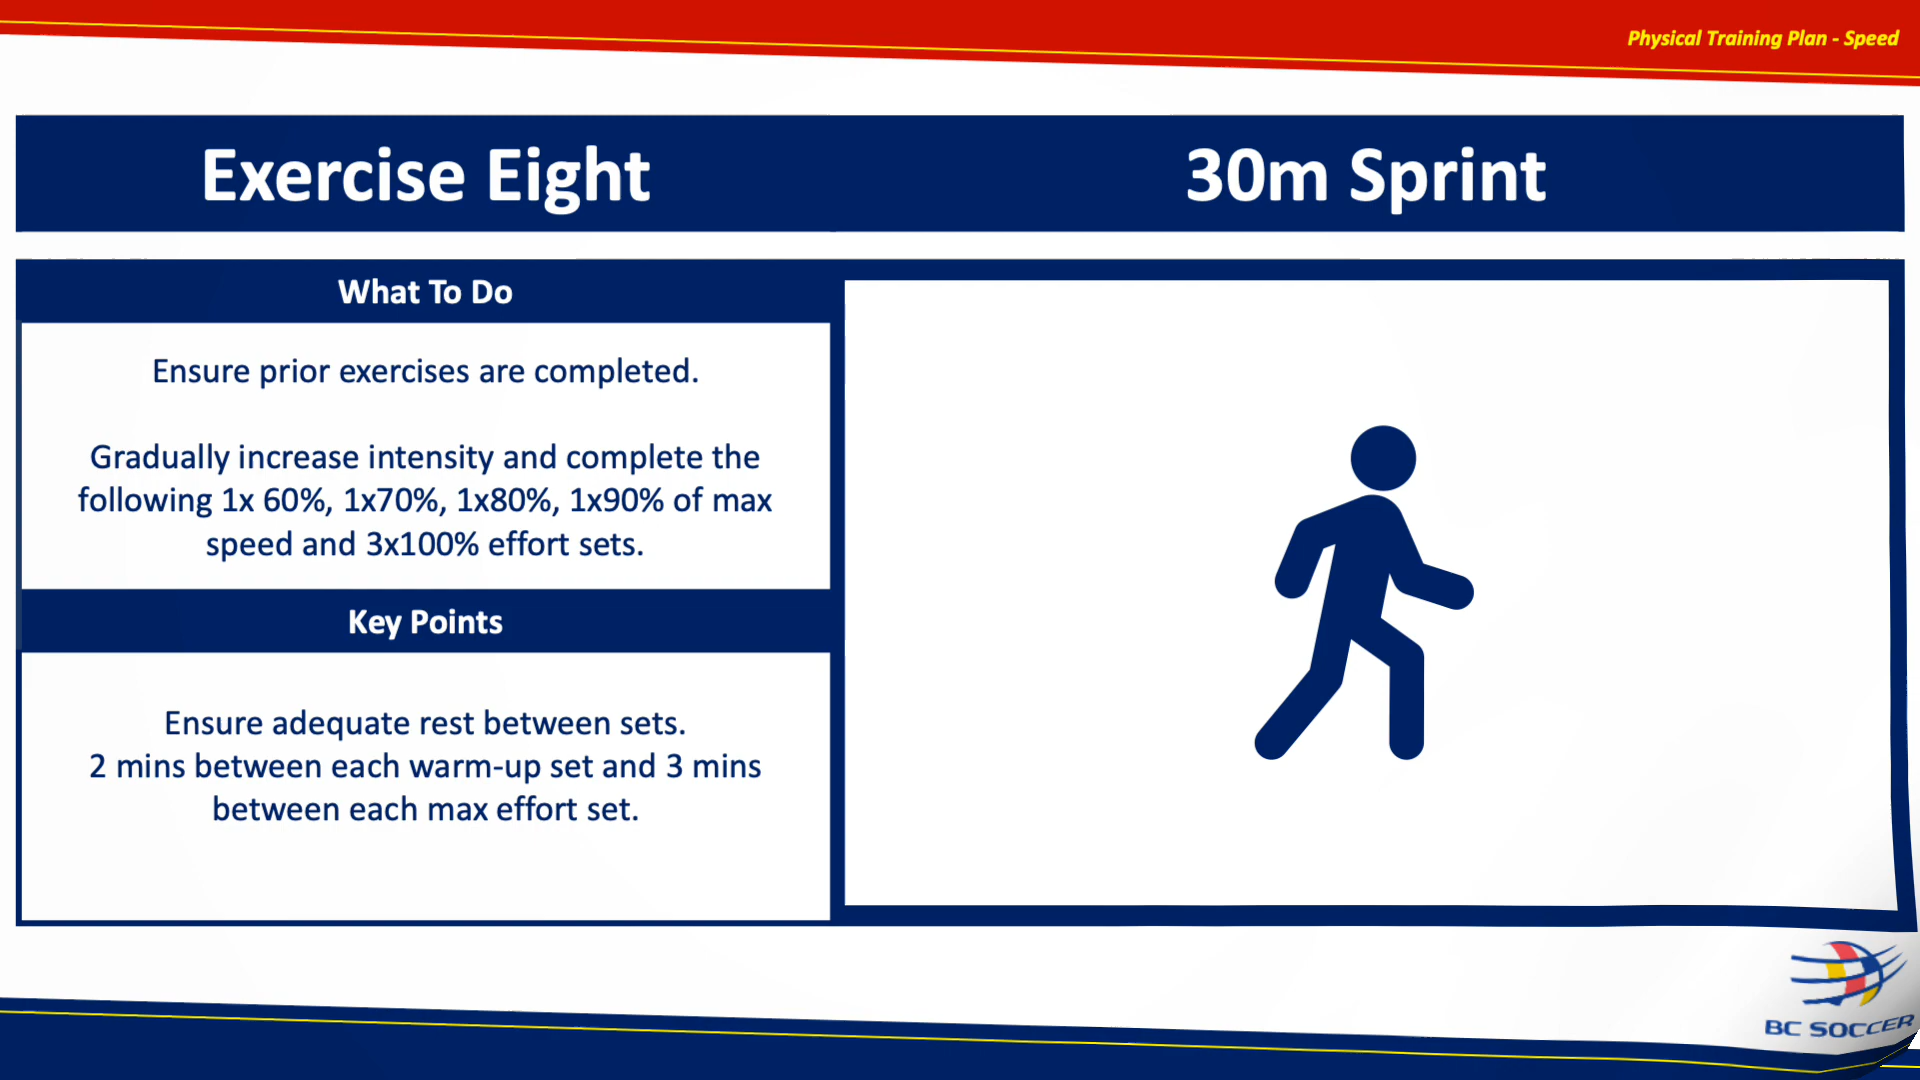 Physical Training Plan - Speed
Exercise Eight
30m Sprint
What To Do
Ensure prior exercises are completed.
Gradually increase intensity and complete the
following 1x 60%, 1x70%, 1x80%, 1x90% of max
speed and 3x100% effort sets.
Key Points
Ensure adequate rest between sets.
2 mins between each warm-up set and 3 mins
between each max effort set.
BC SOCCER